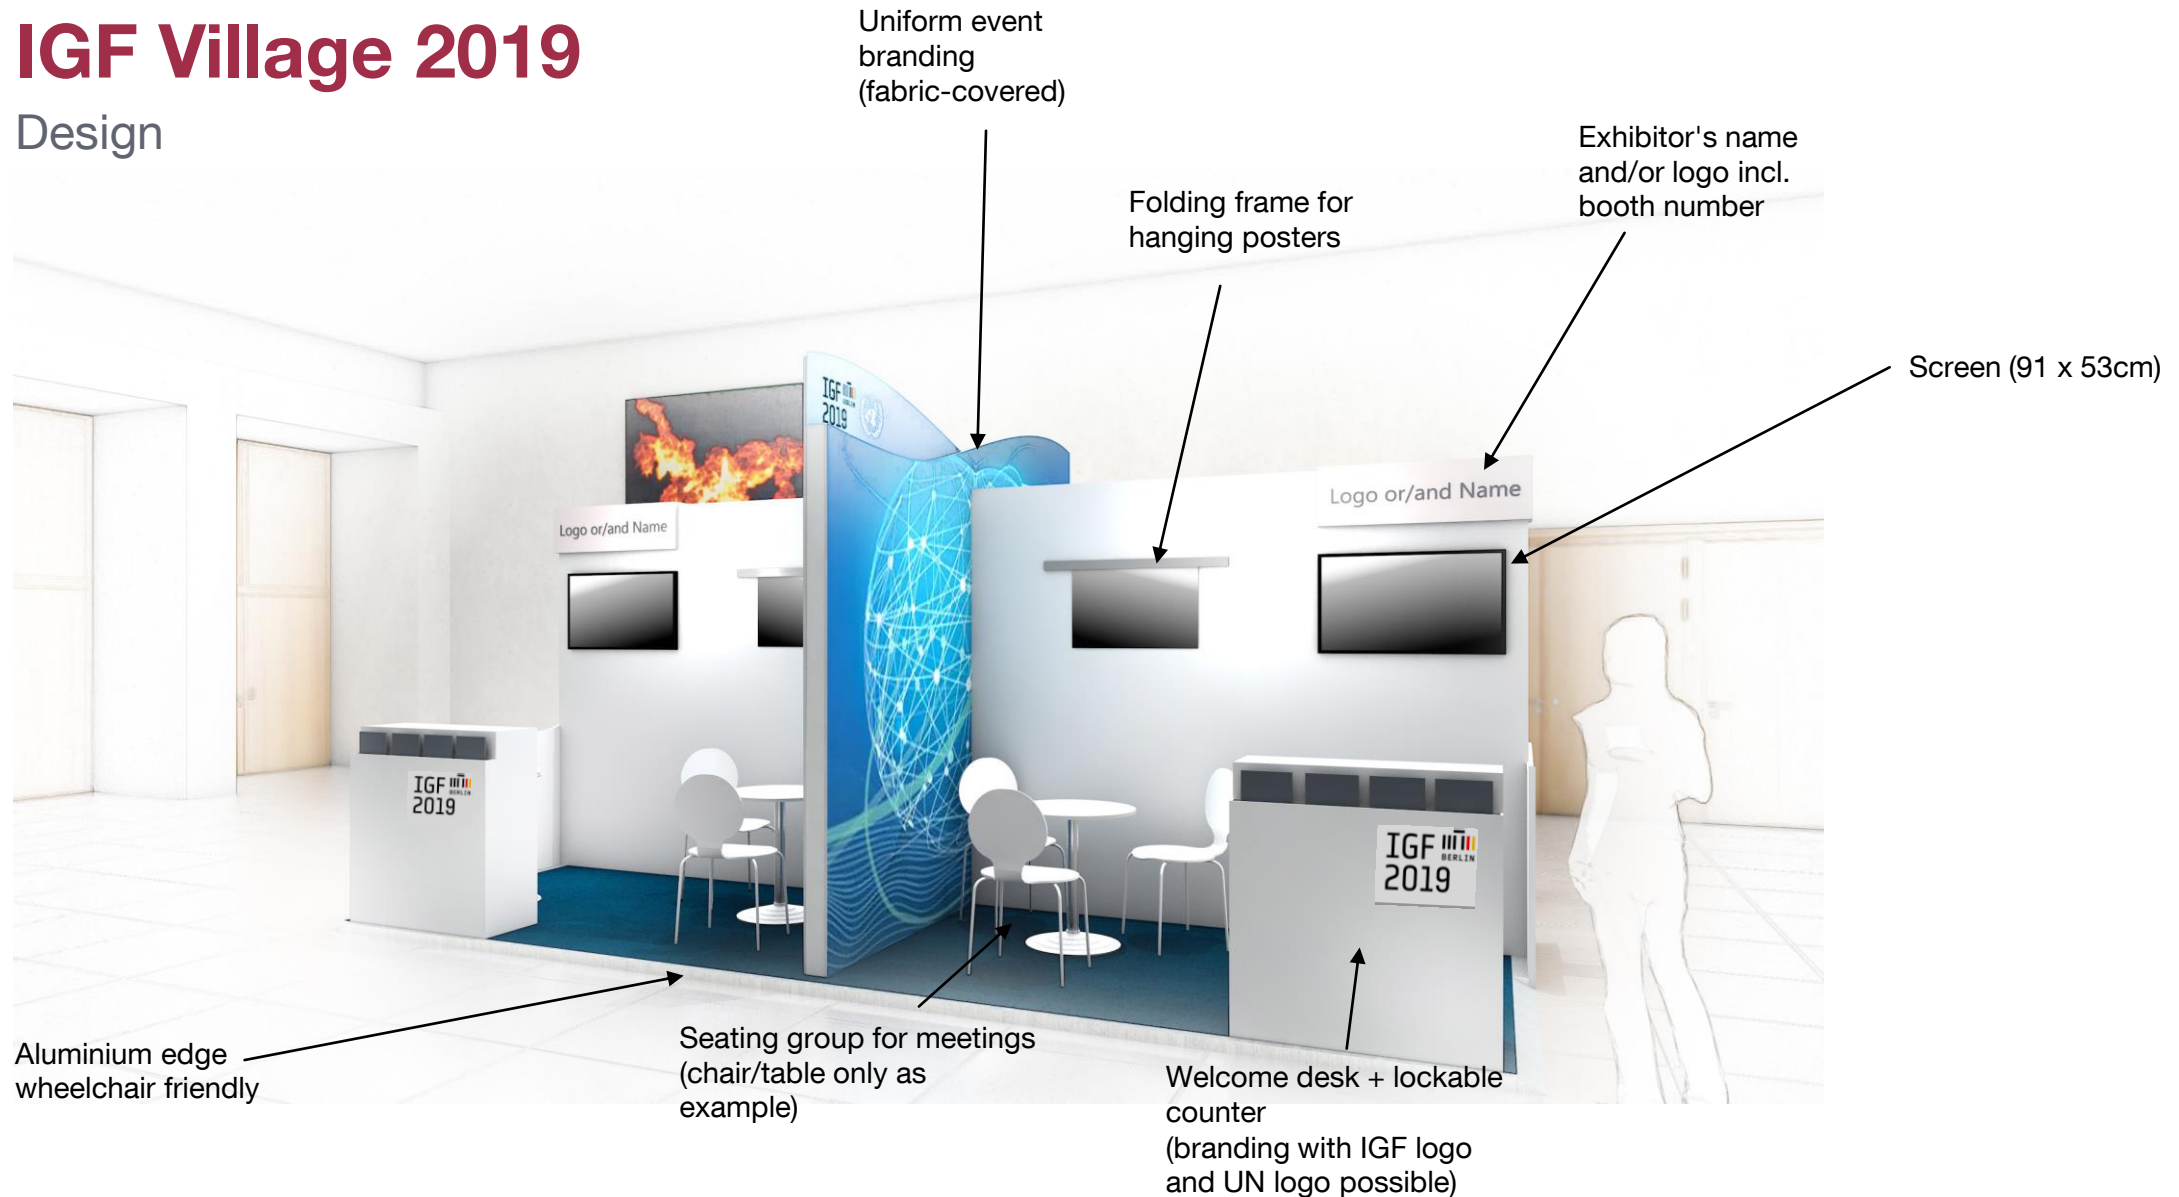 IGF Village 2019
Design
Uniform event
branding
(fabric-covered)
Folding frame for
hanging posters
Exhibitor's name
and/or logo incl.
booth number
Screen (91 x 53cm)
IGF
BERLIN
2019
Logo or/and Name
Logo or/and Name
IGF
BERLIN
2019
IGF
BERLIN
2019
Aluminium edge
wheelchair friendly
Seating group for meetings
(chair/table only as
example)
Welcome desk + lockable
counter
(branding with IGF logo
and UN logo possible)